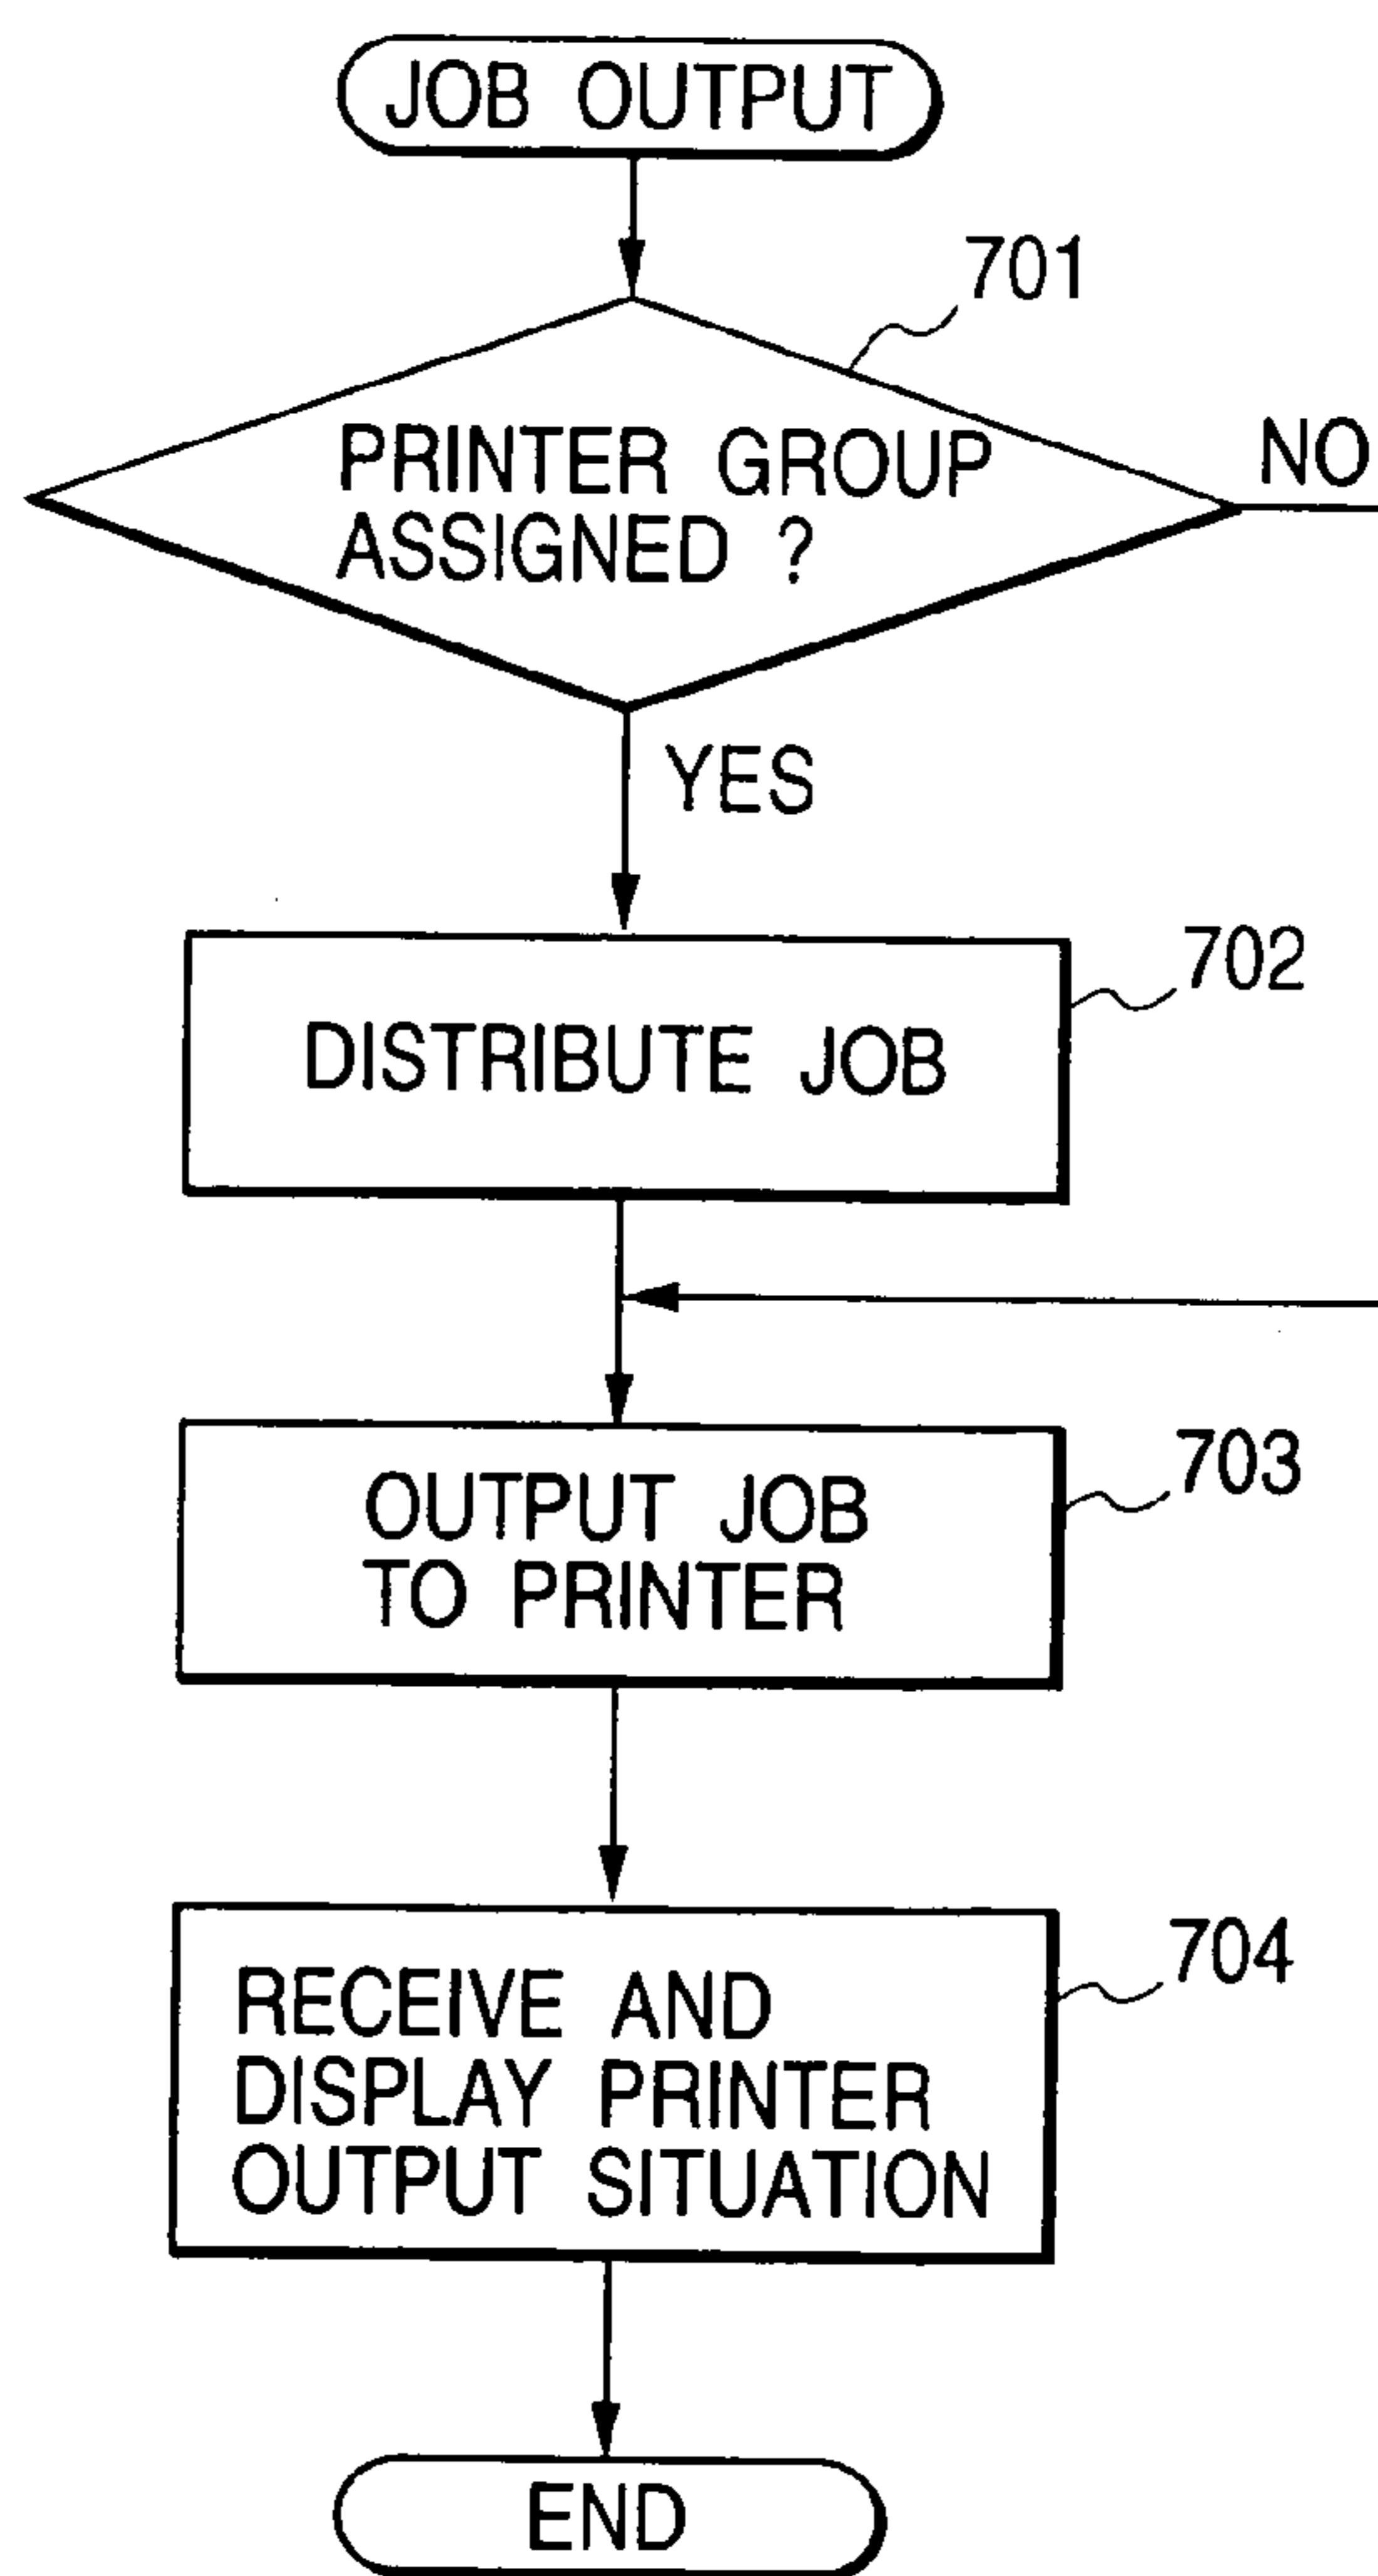 JOB OUTPUT
701
PRINTER GROUP
ASSIGNED ?
NO
YES
702
DISTRIBUTE JOB
703
OUTPUT JOB
TO PRINTER
704
RECEIVE AND
DISPLAY PRINTER
OUTPUT SITUATION
END